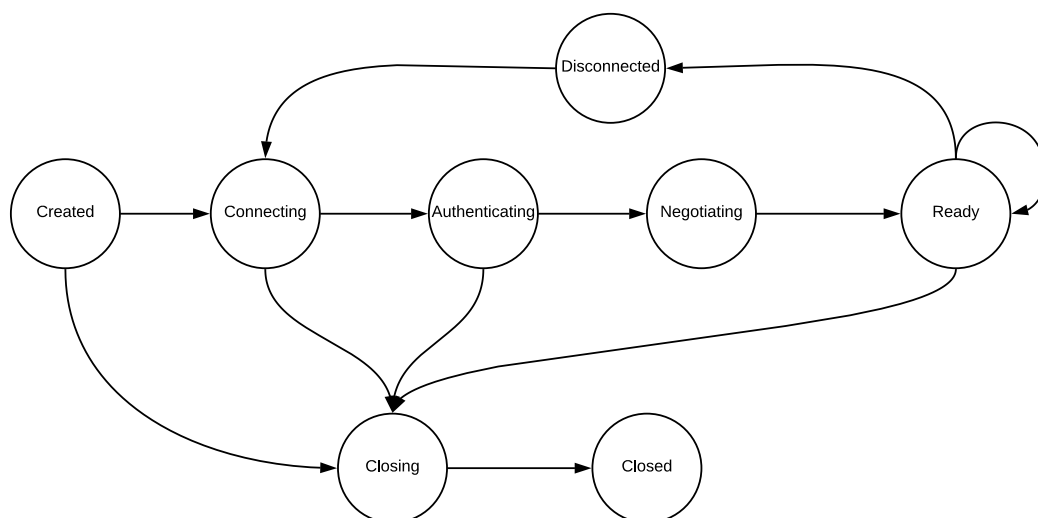 Disconnected
Created
Connecting
Authenticating
Negotiating
Ready
Closing
Closed